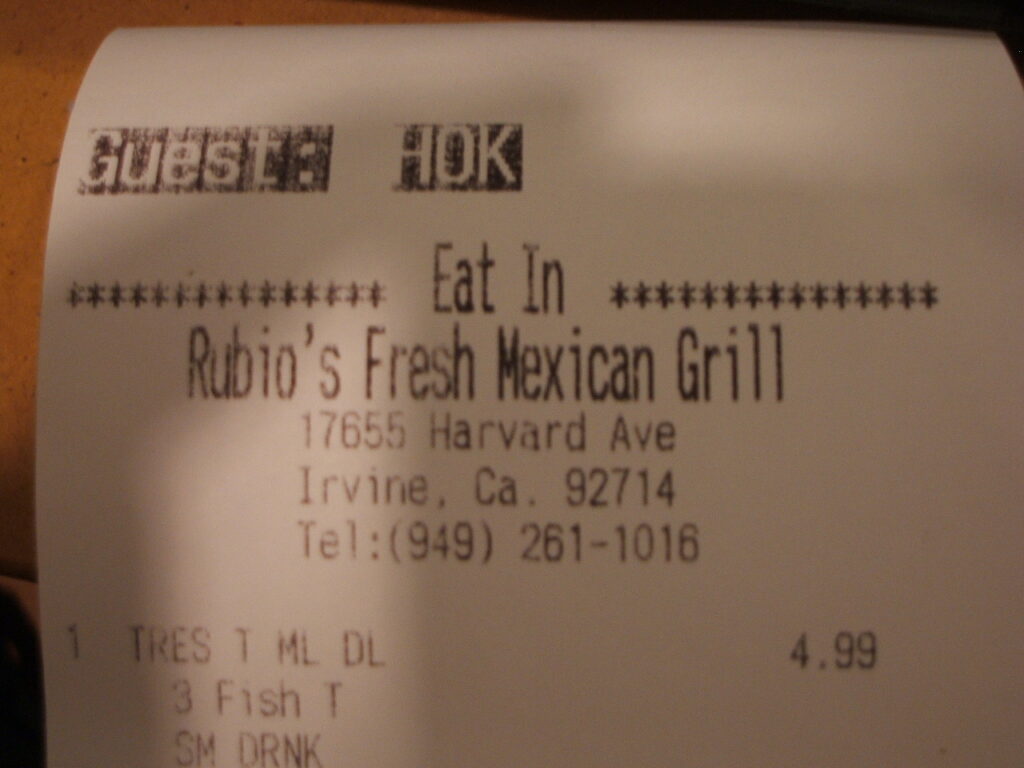 Guest: HOK
*************** Eat In ***************
Rubio's Fresh Mexican Grill
17655 Harvard Ave
Irvine, Ca. 92714
Tel:(949) 261-1016
1 TRES T ML DL 4.99
3 Fish T
SM DRNK